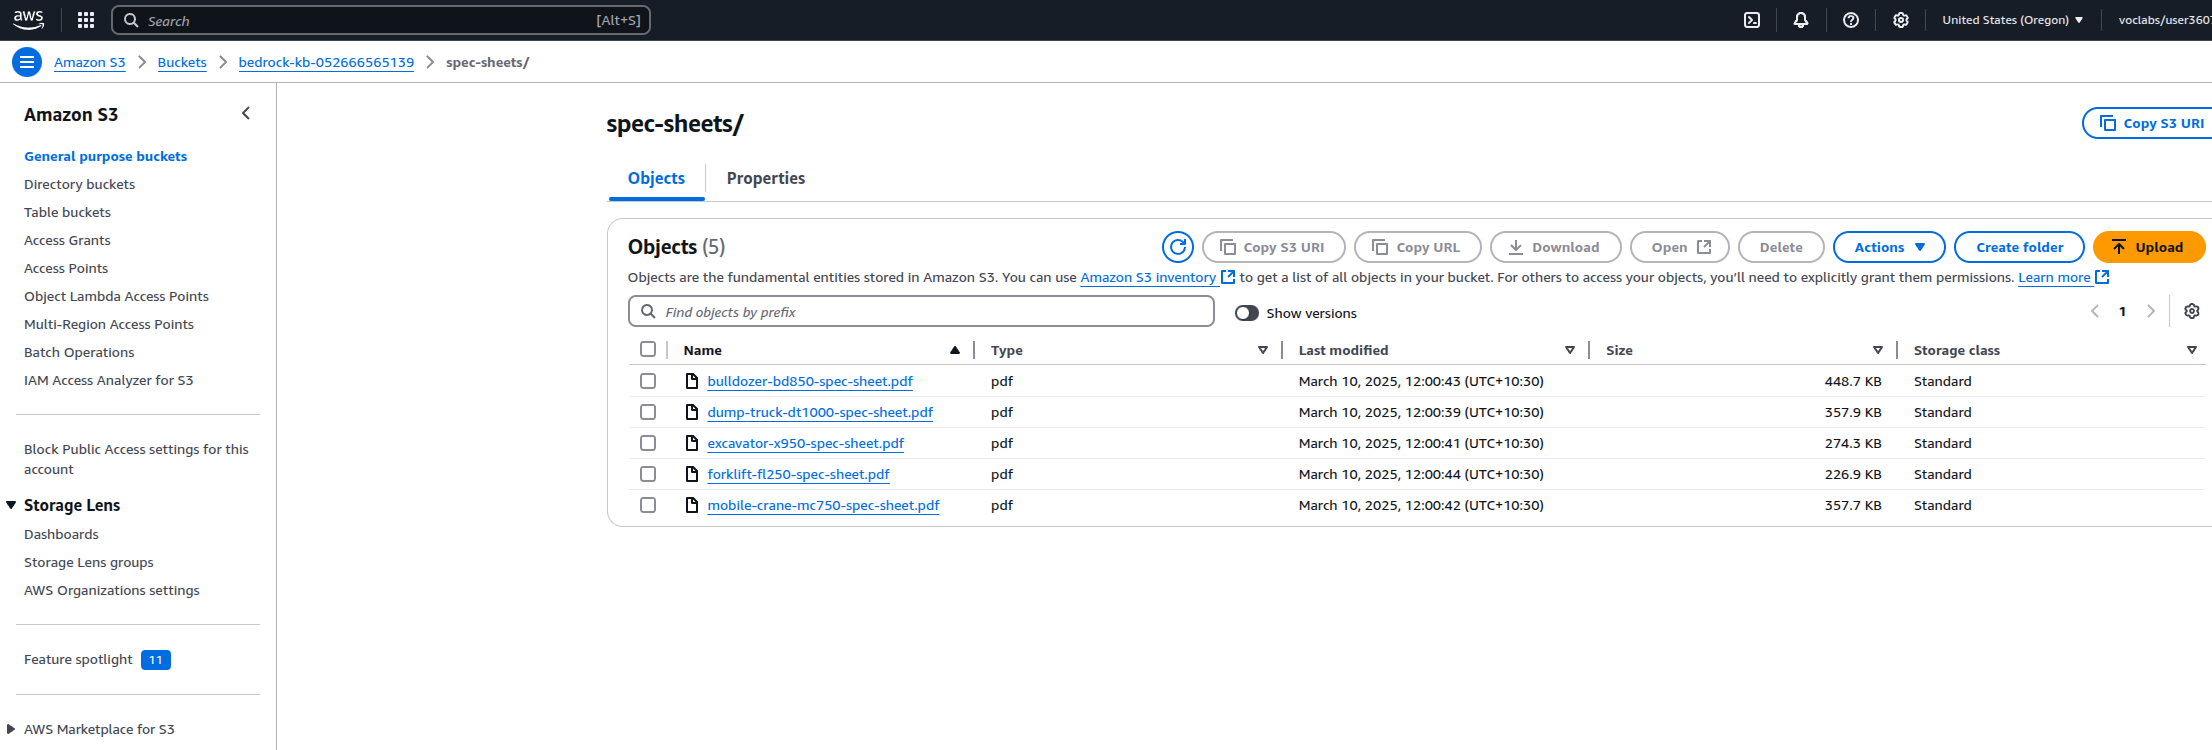 aws
Search [Alt+S]
United States (Oregon)
voclabs/user360
Amazon S3 > Buckets > bedrock-kb-052666565139 > spec-sheets/
Amazon S3
General purpose buckets
Directory buckets
Table buckets
Access Grants
Access Points
Object Lambda Access Points
Multi-Region Access Points
Batch Operations
IAM Access Analyzer for S3
Block Public Access settings for this
account
Storage Lens
Dashboards
Storage Lens groups
AWS Organizations settings
Feature spotlight 11
AWS Marketplace for S3
spec-sheets/
Copy S3 URI
Objects Properties
Objects (5)
Copy S3 URI Copy URL Download Open Delete Actions Create folder Upload
Objects are the fundamental entities stored in Amazon S3. You can use Amazon S3 inventory to get a list of all objects in your bucket. For others to access your objects, you'll need to explicitly grant them permissions. Learn more
Find objects by prefix
Show versions
1
Name Type Last modified Size Storage class
bulldozer-bd850-spec-sheet.pdf pdf March 10, 2025, 12:00:43 (UTC+10:30) 448.7 KB Standard
dump-truck-dt1000-spec-sheet.pdf pdf March 10, 2025, 12:00:39 (UTC+10:30) 357.9 KB Standard
excavator-x950-spec-sheet.pdf pdf March 10, 2025, 12:00:41 (UTC+10:30) 274.3 KB Standard
forklift-fl250-spec-sheet.pdf pdf March 10, 2025, 12:00:44 (UTC+10:30) 226.9 KB Standard
mobile-crane-mc750-spec-sheet.pdf pdf March 10, 2025, 12:00:42 (UTC+10:30) 357.7 KB Standard